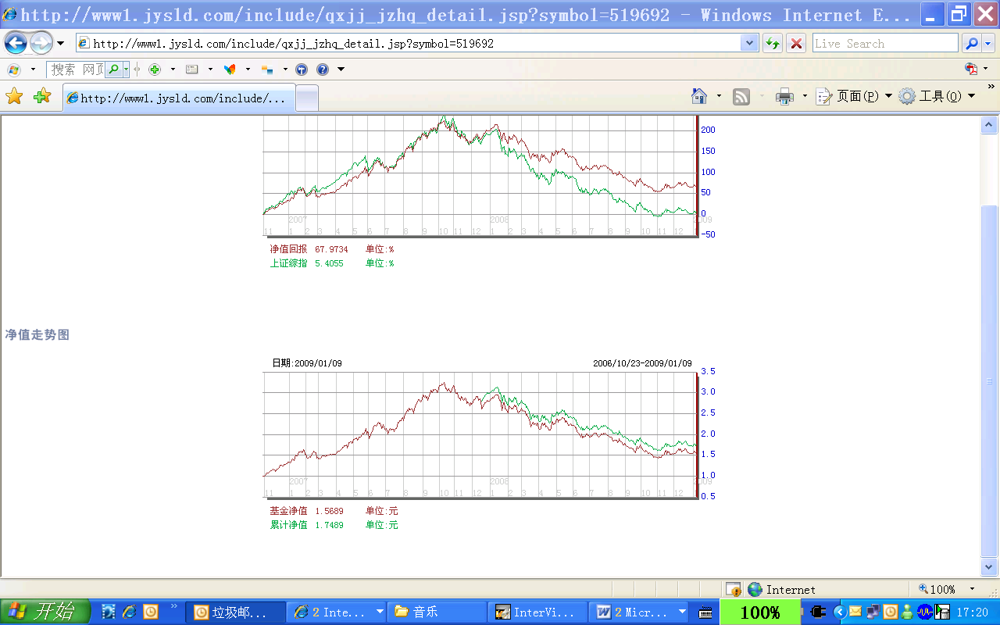 http://www1.jysld.com/include/qxjj_jzhq_detail.jsp?symbol=519692 - Windows Internet E...
http://www1.jysld.com/include/qxjj_jzhq_detail.jsp?symbol=519692
Live Search
搜索 网页
http://www1.jysld.com/include/...
页面(P)
工具(O)
200
150
100
50
0
-50
2007 2008 2009
11 1 2 3 4 5 6 7 8 9 10 11 1 2 3 4 5 6 7 8 9 10 12 1
净值回报 67.9734 单位:%
上证综指 5.4055 单位:%
净值走势图
日期:2009/01/09 2006/10/23-2009/01/09
3.5
3.0
2.5
2.0
1.5
1.0
0.5
2007 2008 2009
11 1 2 3 4 5 6 7 8 9 10 11 1 2 3 4 5 6 7 8 9 10 12 1
基金净值 1.5689 单位:元
累计净值 1.7489 单位:元
Internet
100%
开始
垃圾邮...
2 Inte...
音乐
InterVi...
2 Micr...
100%
17:20